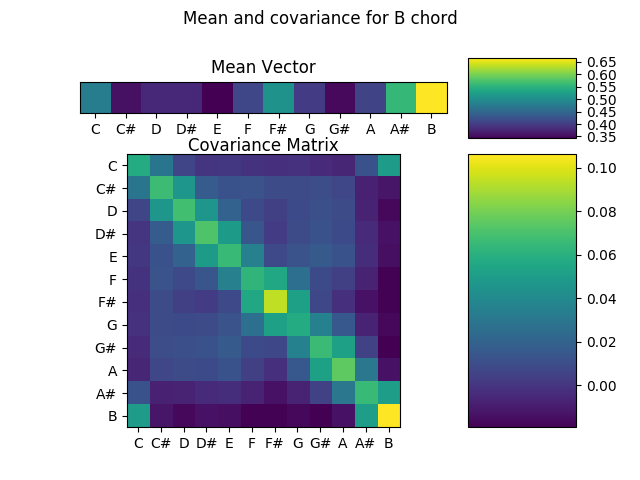 Mean and covariance for B chord
Mean Vector
C C# D D# E F F# G G# A A# B
0.65
0.60
0.55
0.50
0.45
0.40
0.35
Covariance Matrix
C
C#
D
D#
E
F
F#
G
G#
A
A#
B
C C# D D# E F F# G G# A A# B
0.10
0.08
0.06
0.04
0.02
0.00